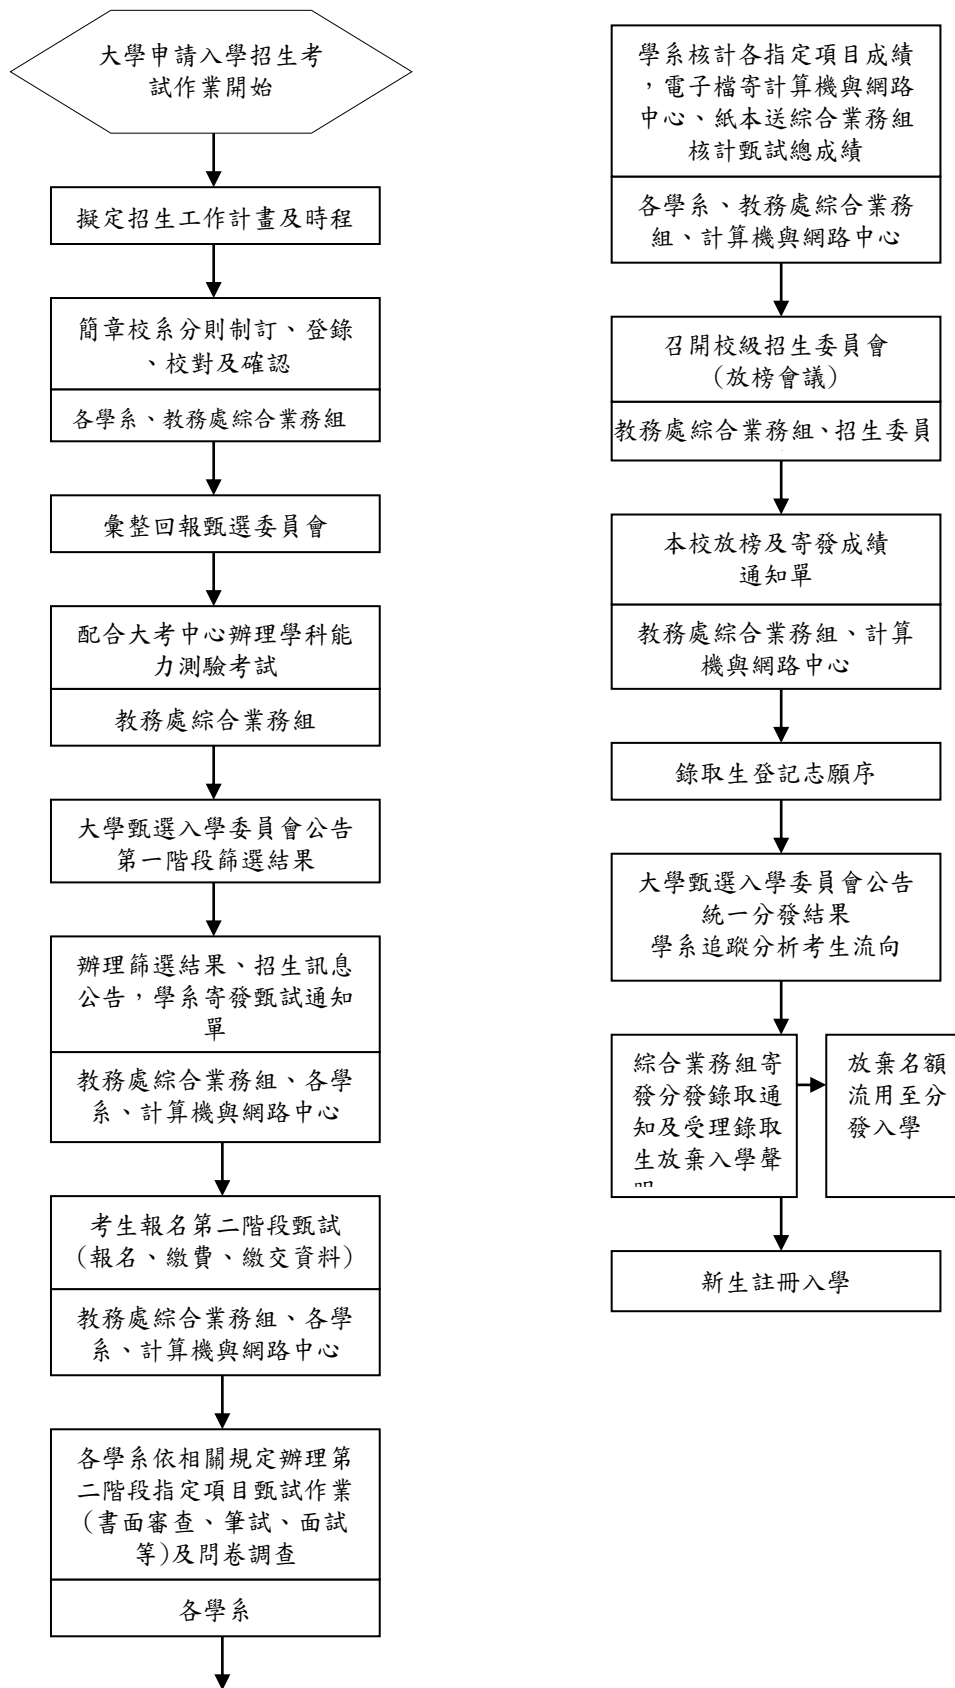 大學申請入學招生考
試作業開始
擬定招生工作計畫及時程
簡章校系分則制訂、登錄
、校對及確認
各學系、教務處綜合業務組
彙整回報甄選委員會
配合大考中心辦理學科能
力測驗考試
教務處綜合業務組
大學甄選入學委員會公告
第一階段篩選結果
辦理篩選結果、招生訊息
公告，學系寄發甄試通知
單
教務處綜合業務組、各學
系、計算機與網路中心
考生報名第二階段甄試
(報名、繳費、繳交資料)
教務處綜合業務組、各學
系、計算機與網路中心
各學系依相關規定辦理第
二階段指定項目甄試作業
(書面審查、筆試、面試
等)及問卷調查
各學系
學系核計各指定項目成績
，電子檔寄計算機與網路
中心、紙本送綜合業務組
核計甄試總成績
各學系、教務處綜合業務
組、計算機與網路中心
召開校級招生委員會
(放榜會議)
教務處綜合業務組、招生委員
本校放榜及寄發成績
通知單
教務處綜合業務組、計算
機與網路中心
錄取生登記志願序
大學甄選入學委員會公告
統一分發結果
學系追蹤分析考生流向
綜合業務組寄
發分發錄取通
知及受理錄取
生放棄入學聲
放棄名額
流用至分
發入學
新生註冊入學